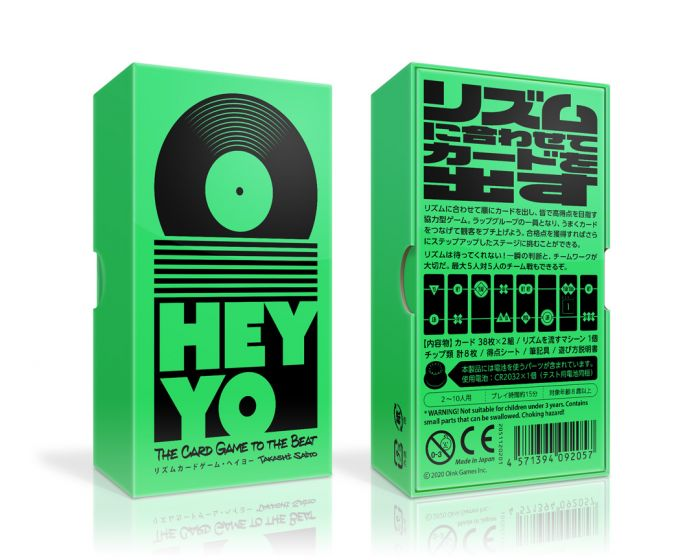 HEY
YO
THE CARD GAME TO THE BEAT
リズムカードゲーム・ヘイヨー TAKASHI SAITO
リズム
に合わせて
カードを
出す
リズムに合わせて順にカードを出し、皆で高得点を目指す
協力型ゲーム。ラップグループの一員となり、うまくカード
をつなげて観客をブチ上げよう。合格点を獲得すればさら
にステップアップしたステージに挑むことができる。
リズムは待ってくれない!一瞬の判断と、チームワークが
大切だ。最大5人対5人のチーム戦もできるぞ。
【内容物】カード 38枚×2組 / リズムを流すマシーン 1個
チップ類 計8枚 / 得点シート / 筆記具 / 遊び方説明書
本製品には電池を使うパーツが含まれています。
使用電池:CR2032×1個(テスト用電池同梱)
2〜10人用
プレイ時間約15分
対象年齢8歳以上
*WARNING! Not suitable for children under 3 years. Contains
small parts that can be swallowed. Choking hazard!
CE
0-3
Made in Japan
2051120201
4 571394 092057
©2020 Oink Games Inc.